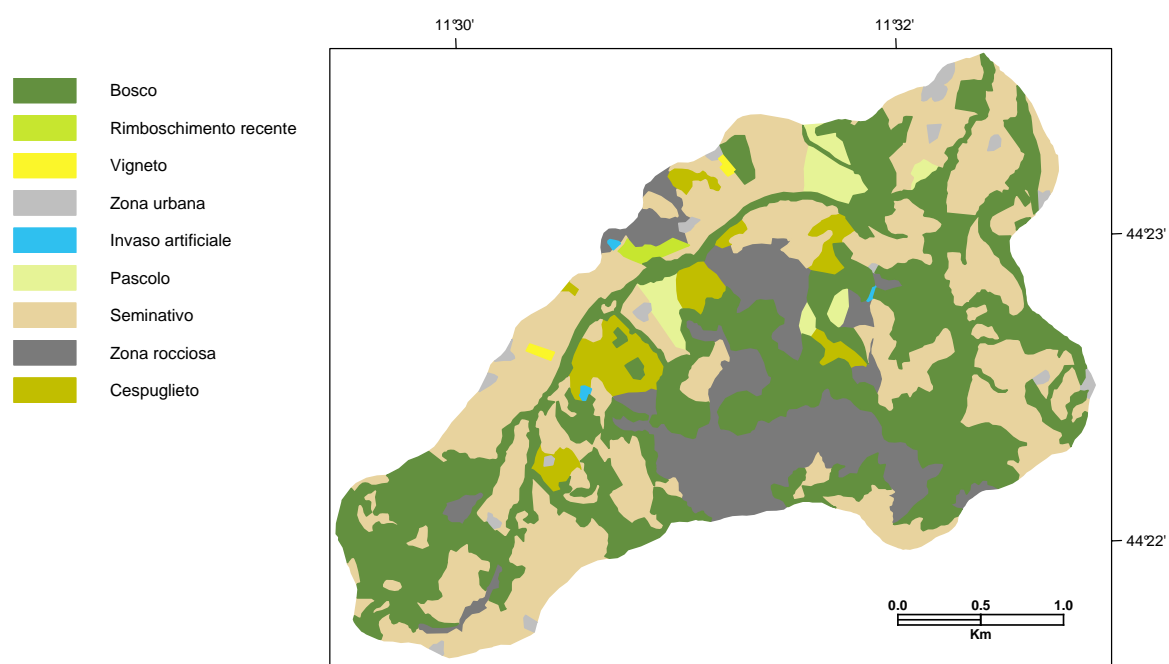 11°30'
11°32'
Bosco
Rimboschimento recente
Vigneto
Zona urbana
Invaso artificiale
Pascolo
Seminativo
Zona rocciosa
Cespuglieto
44°23'
44°22'
0.0 0.5 1.0
Km